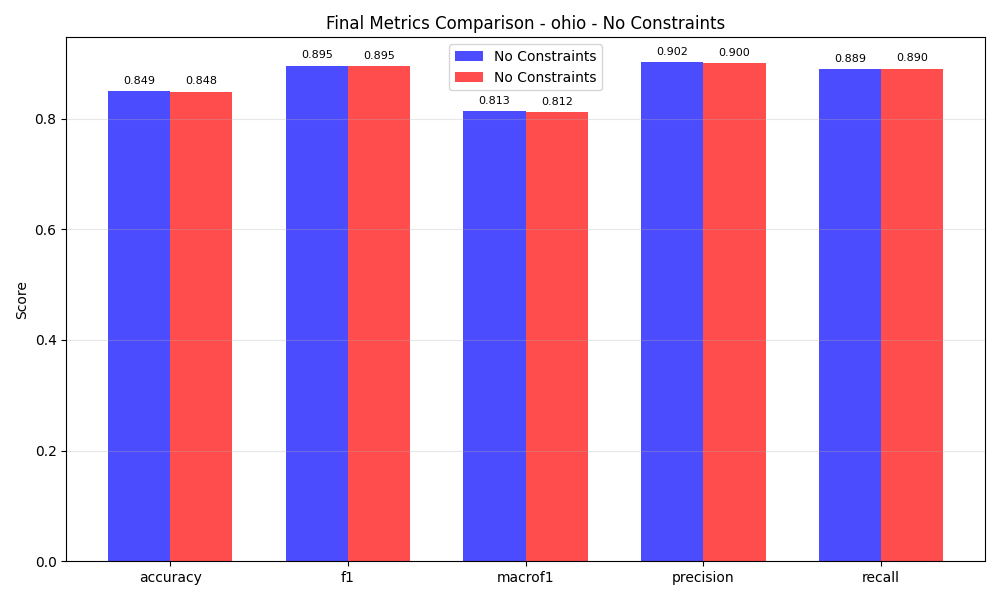 Final Metrics Comparison - ohio - No Constraints
No Constraints
No Constraints
0.849 0.848 0.895 0.895 0.813 0.812 0.902 0.900 0.889 0.890
Score
0.8
0.6
0.4
0.2
0.0
accuracy f1 macrof1 precision recall